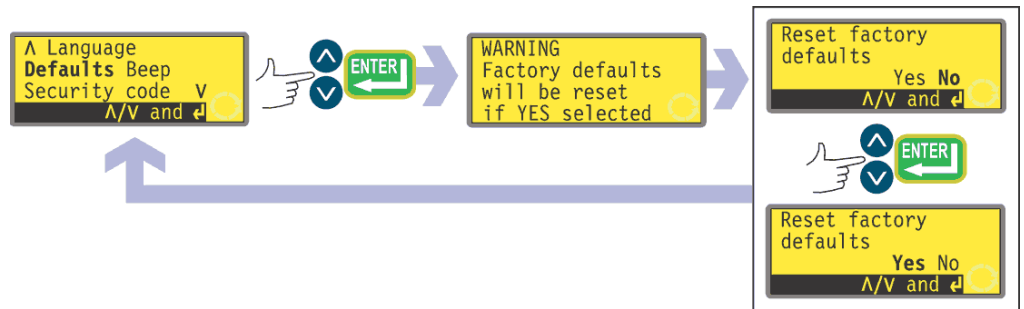 Λ Language
Defaults Beep
Security code V
Λ/V and ↵
ENTER
WARNING
Factory defaults
will be reset
if YES selected
Reset factory
defaults
Yes No
Λ/V and ↵
ENTER
Reset factory
defaults
Yes No
Λ/V and ↵